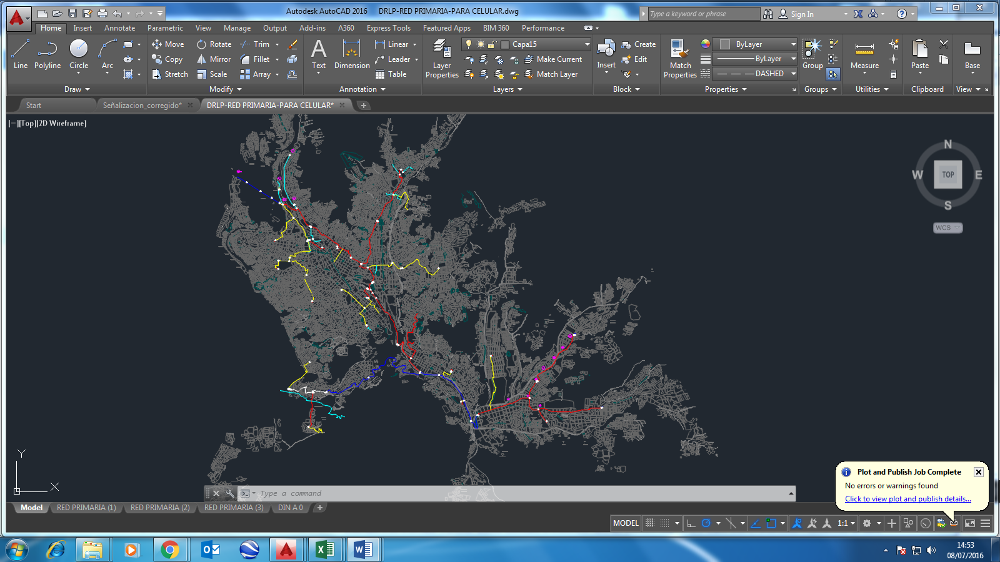 Autodesk AutoCAD 2016 DRLP-RED PRIMARIA-PARA CELULAR.dwg
Type a keyword or phrase
Sign In
Home Insert Annotate Parametric View Manage Output Add-ins A360 Express Tools Featured Apps BIM 360 Performance
Line Polyline Circle Arc
Move Rotate Trim
Copy Mirror Fillet
Stretch Scale Array
Text Dimension
Linear
Leader
Table
Layer Properties
Capa15
Make Current
Match Layer
Insert
Create
Edit
Match Properties
ByLayer
ByLayer
DASHED
Group
Measure
Paste
Base
Draw Modify Annotation Layers Block Properties Groups Utilities Clipboard View
Start Señalizacion_corregido* DRLP-RED PRIMARIA-PARA CELULAR*
[−][Top][2D Wireframe]
N
W TOP E
S
WCS
Y
X
Type a command
Plot and Publish Job Complete
No errors or warnings found
Click to view plot and publish details...
Model RED PRIMARIA (1) RED PRIMARIA (2) RED PRIMARIA (3) DIN A 0
MODEL 1:1
14:53
08/07/2016